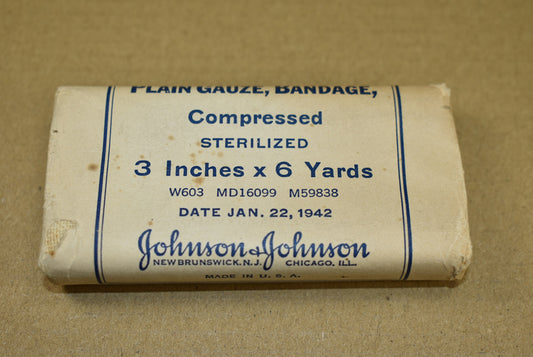 PLAIN GAUZE, BANDAGE,
Compressed
STERILIZED
3 Inches x 6 Yards
W603 MD16099 M59838
DATE JAN. 22, 1942
Johnson & Johnson
NEW BRUNSWICK. N.J. CHICAGO. ILL.
MADE IN U. S. A.